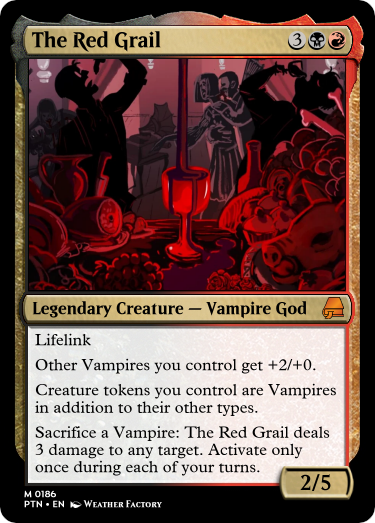 The Red Grail 3
Legendary Creature — Vampire God
Lifelink
Other Vampires you control get +2/+0.
Creature tokens you control are Vampires
in addition to their other types.
Sacrifice a Vampire: The Red Grail deals
3 damage to any target. Activate only
once during each of your turns.
2/5
M 0186
PTN • EN Weather Factory